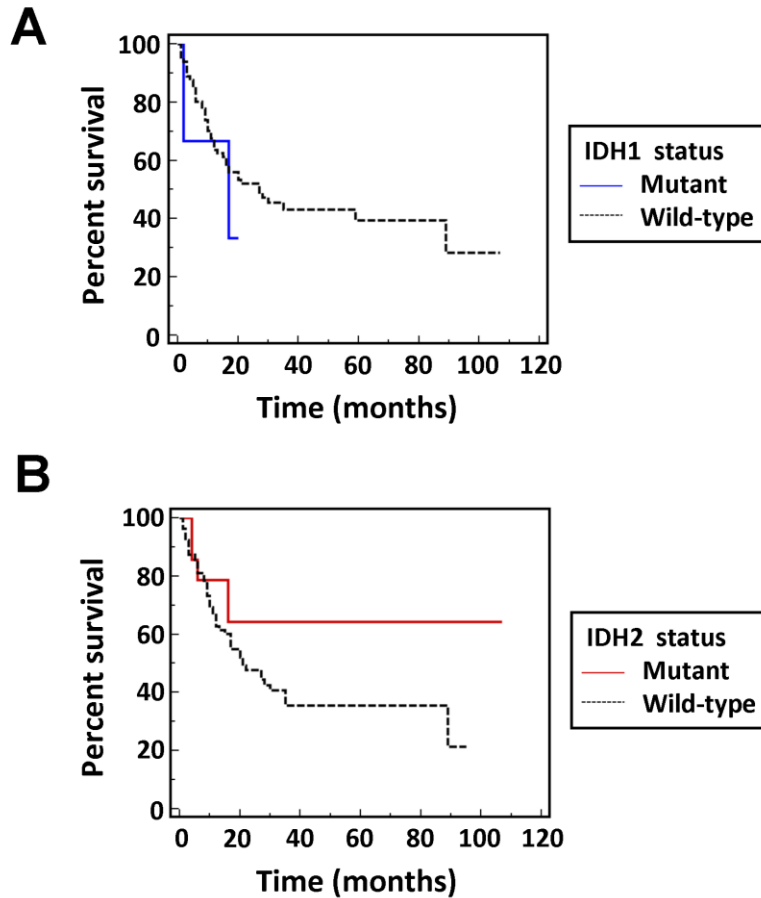 A
Percent survival
100
80
60
40
20
0
0 20 40 60 80 100 120
Time (months)
IDH1 status
Mutant
Wild-type
B
Percent survival
100
80
60
40
20
0
0 20 40 60 80 100 120
Time (months)
IDH2 status
Mutant
Wild-type